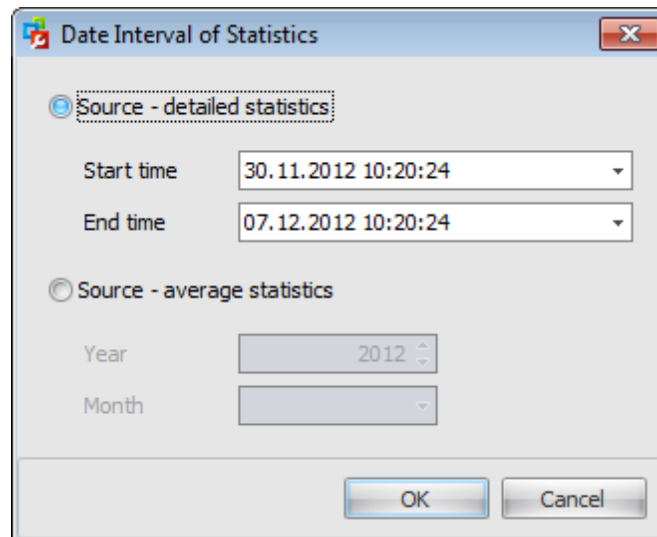 Date Interval of Statistics
Source - detailed statistics
Start time 30.11.2012 10:20:24
End time 07.12.2012 10:20:24
Source - average statistics
Year 2012
Month
OK Cancel